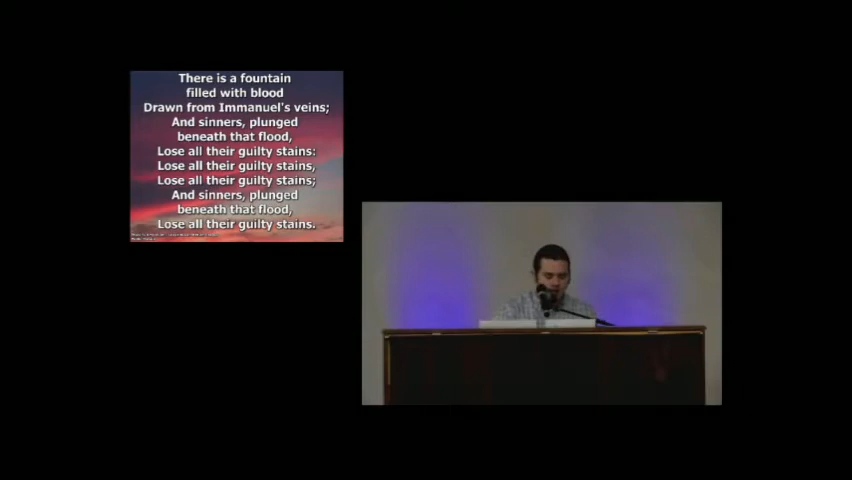 There is a fountain
filled with blood
Drawn from Immanuel's veins;
And sinners, plunged
beneath that flood,
Lose all their guilty stains:
Lose all their guilty stains,
Lose all their guilty stains;
And sinners, plunged
beneath that flood,
Lose all their guilty stains.